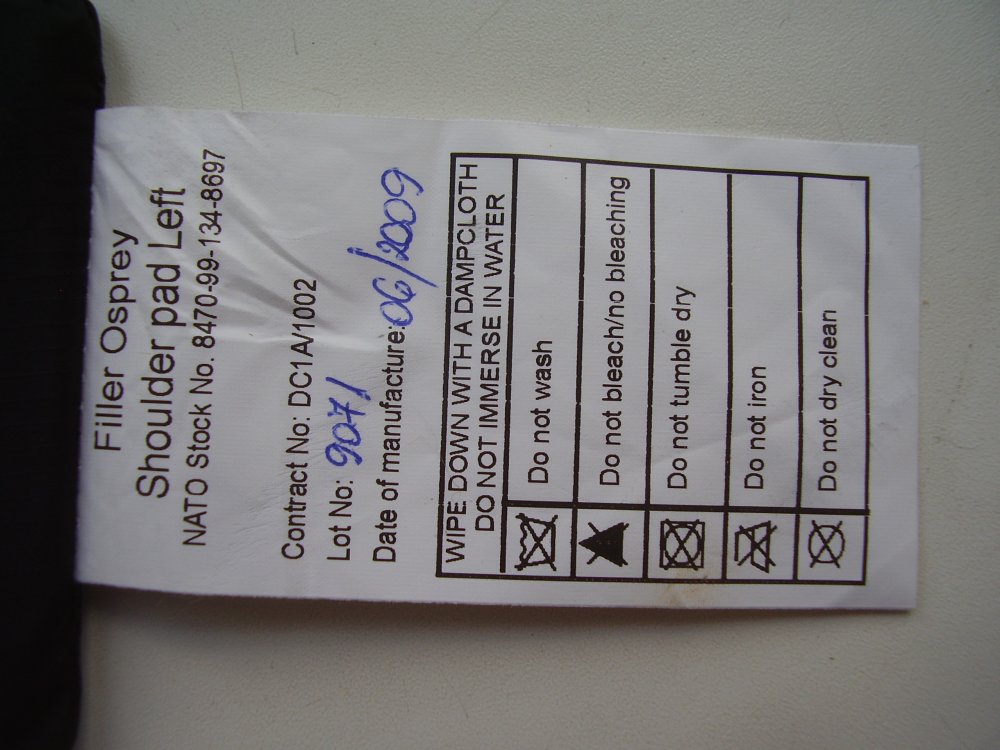 Filler Osprey
Shoulder pad Left
NATO Stock No. 8470-99-134-8697
Contract No: DC1A/1002
Lot No: 9071
Date of manufacture: 06/2009
WIPE DOWN WITH A DAMPCLOTH
DO NOT IMMERSE IN WATER
Do not wash
Do not bleach/no bleaching
Do not tumble dry
Do not iron
Do not dry clean